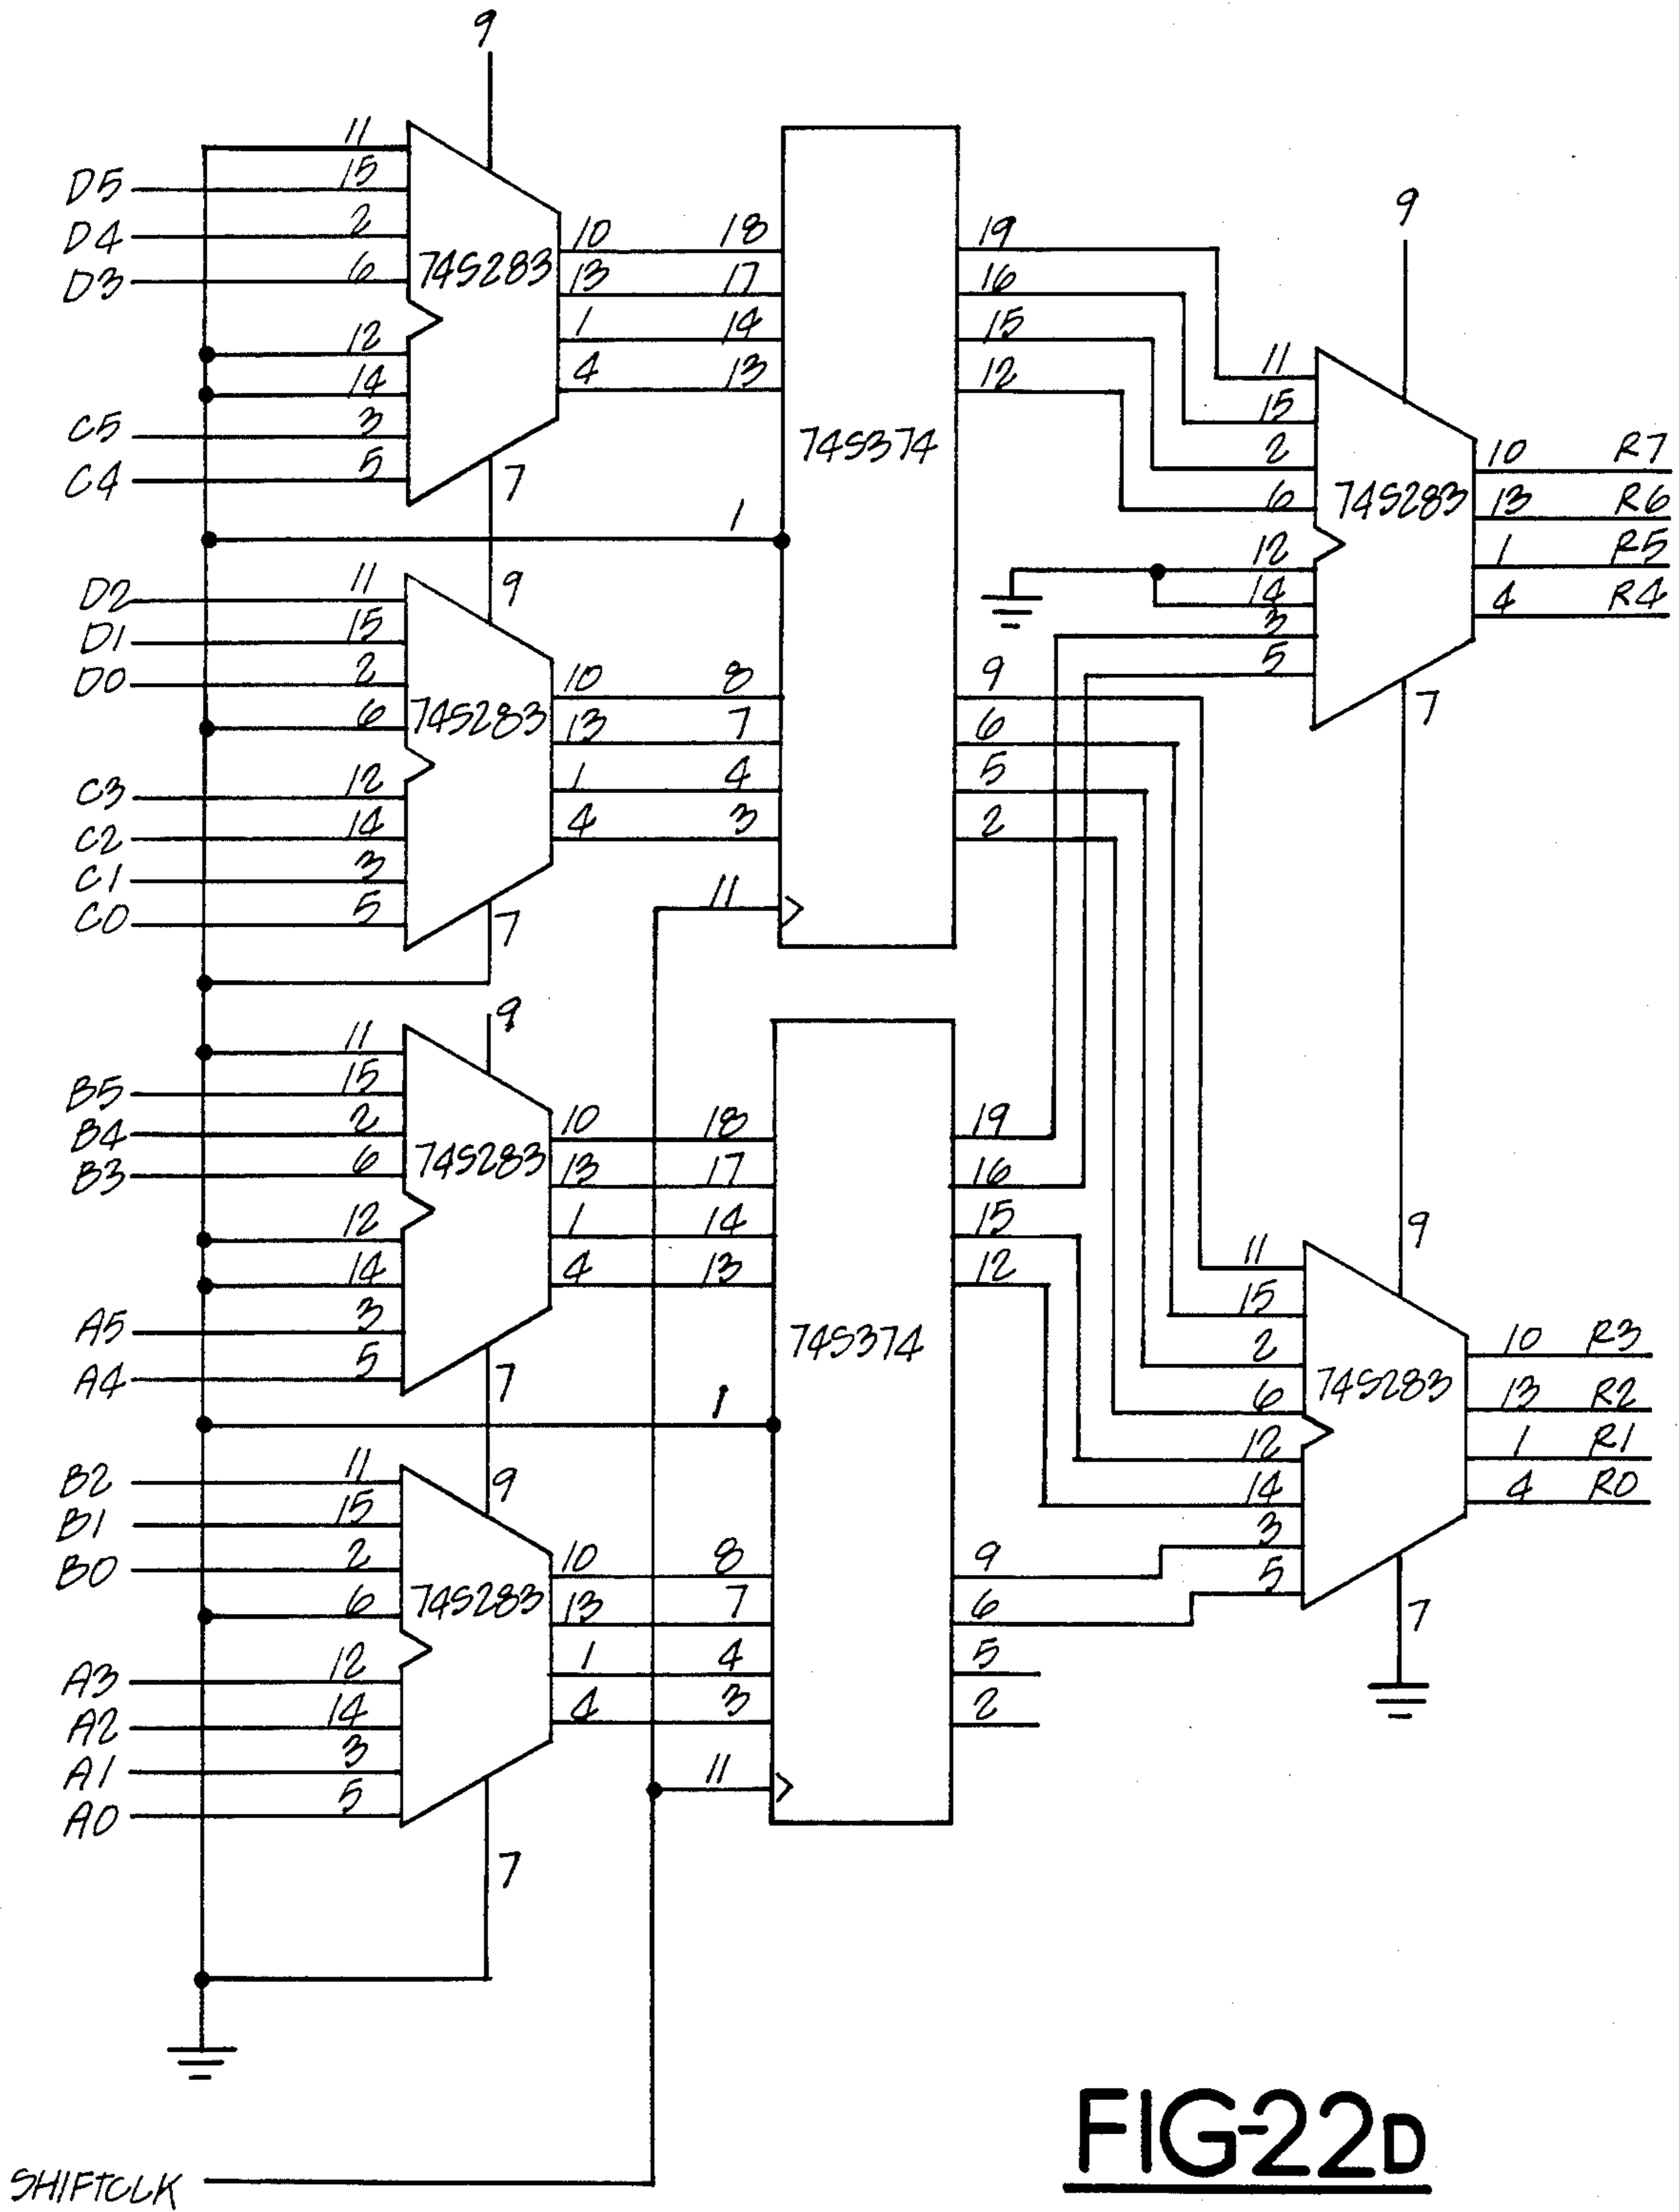 9
11
D5 15
D4 2
D3 6
74S283
12
14
C5 3
C4 5
10 18
13 17
1 14
4 13
7
1
74S374
19
16
15
12
9
11
15
2
6
74S283
12
14
3
5
10 R7
13 R6
1 R5
4 R4
7
D2 11
D1 15
D0 2
6
9
74S283
C3 12
C2 14
C1 3
C0 5
10 8
13 7
1 4
4 3
7
11
9
6
5
2
9
11
B5 15
B4 2
B3 6
74S283
12
14
A5 3
A4 5
10 18
13 17
1 14
4 13
7
1
74S374
19
16
15
12
9
11
15
2
6
74S283
12
14
3
5
10 R3
13 R2
1 R1
4 R0
7
B2 11
B1 15
B0 2
6
9
74S283
A3 12
A2 14
A1 3
A0 5
10 8
13 7
1 4
4 3
7
11
9
6
5
2
SHIFTCLK
FIG-22D